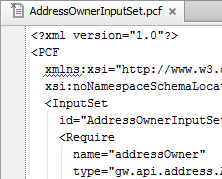 AddressOwnerInputSet.pcf
<?xml version="1.0"?>
<PCF
xmlns:xsi="http://www.w3.
xsi:noNamespaceSchemaLocat
<InputSet
id="AddressOwnerInputSet
<Require
name="addressOwner"
type="gw.api.address.